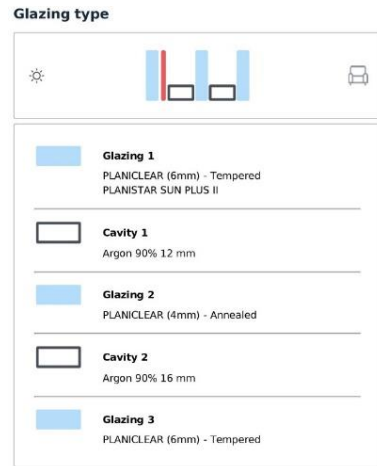 Glazing type
Glazing 1
PLANICLEAR (6mm) - Tempered
PLANISTAR SUN PLUS II
Cavity 1
Argon 90% 12 mm
Glazing 2
PLANICLEAR (4mm) - Annealed
Cavity 2
Argon 90% 16 mm
Glazing 3
PLANICLEAR (6mm) - Tempered